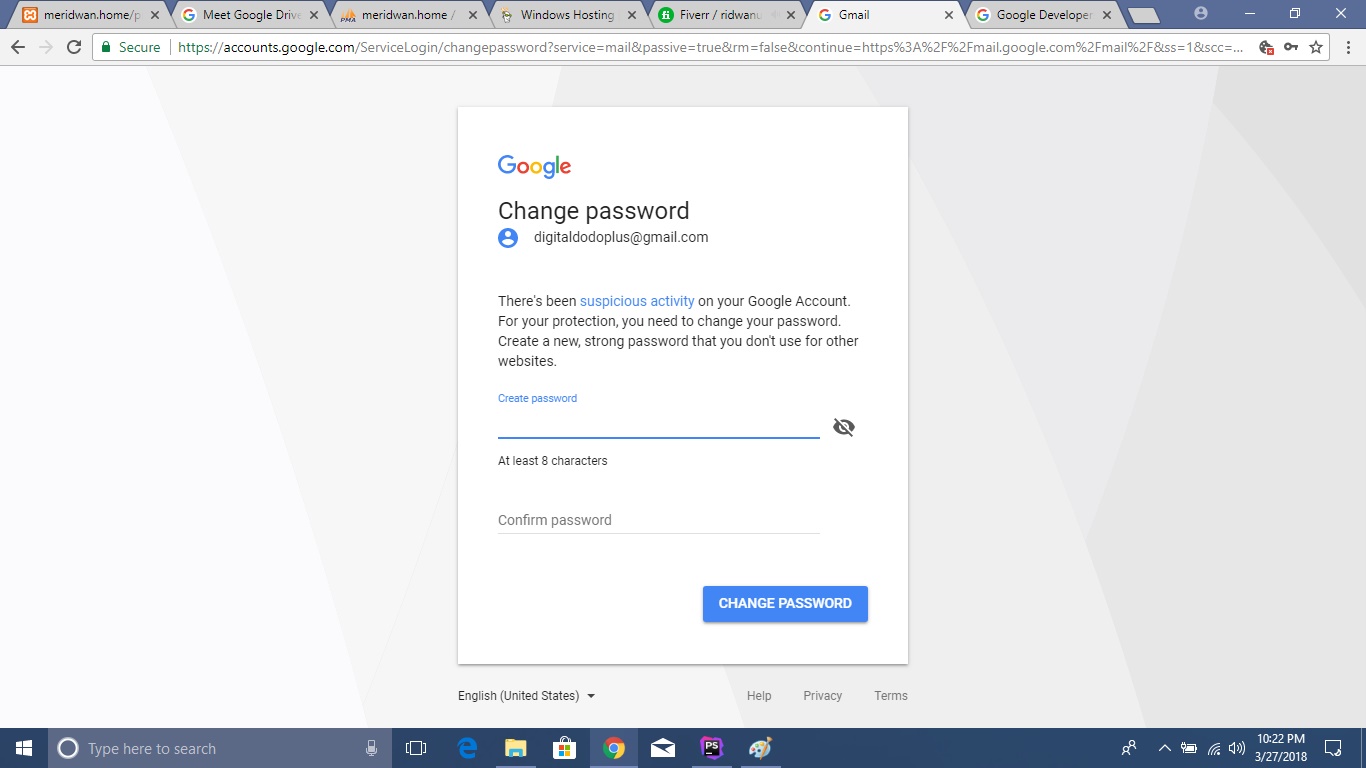 meridwan.home/p
Meet Google Drive
meridwan.home /
Windows Hosting
Fiverr / ridwanu
Gmail
Google Developer
Secure https://accounts.google.com/ServiceLogin/changepassword?service=mail&passive=true&rm=false&continue=https%3A%2F%2Fmail.google.com%2Fmail%2F&ss=1&scc=...
Google
Change password
digitaldodoplus@gmail.com
There's been suspicious activity on your Google Account.
For your protection, you need to change your password.
Create a new, strong password that you don't use for other
websites.
Create password
At least 8 characters
Confirm password
CHANGE PASSWORD
English (United States)
Help
Privacy
Terms
Type here to search
PS
10:22 PM
3/27/2018